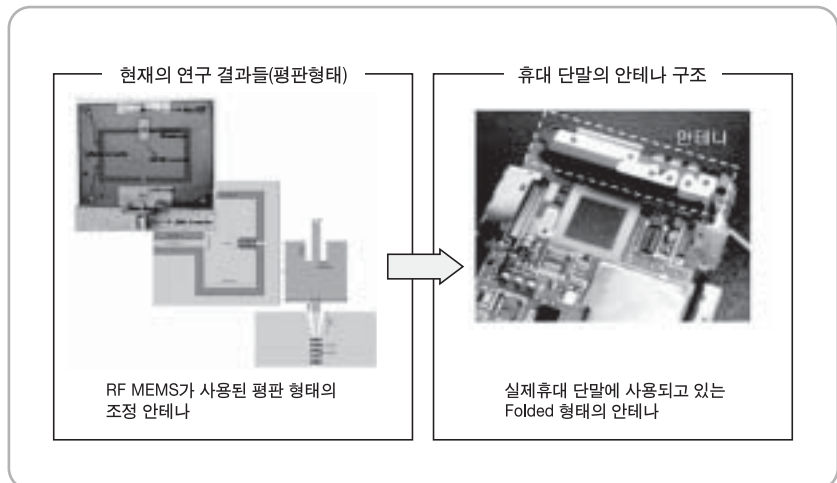 현재의 연구 결과들(평판형태)
RF MEMS가 사용된 평판 형태의
조정 안테나
휴대 단말의 안테나 구조
안테나
실제휴대 단말에 사용되고 있는
Folded 형태의 안테나